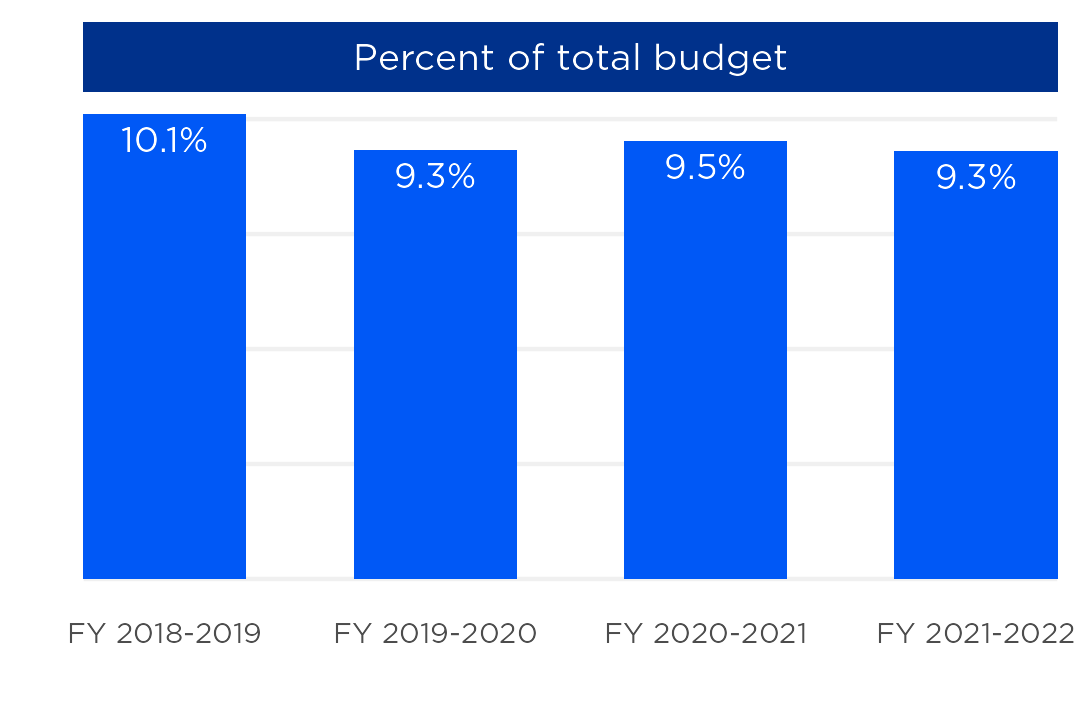 Percent of total budget
10.1%
9.3%
9.5%
9.3%
FY 2018-2019
FY 2019-2020
FY 2020-2021
FY 2021-2022